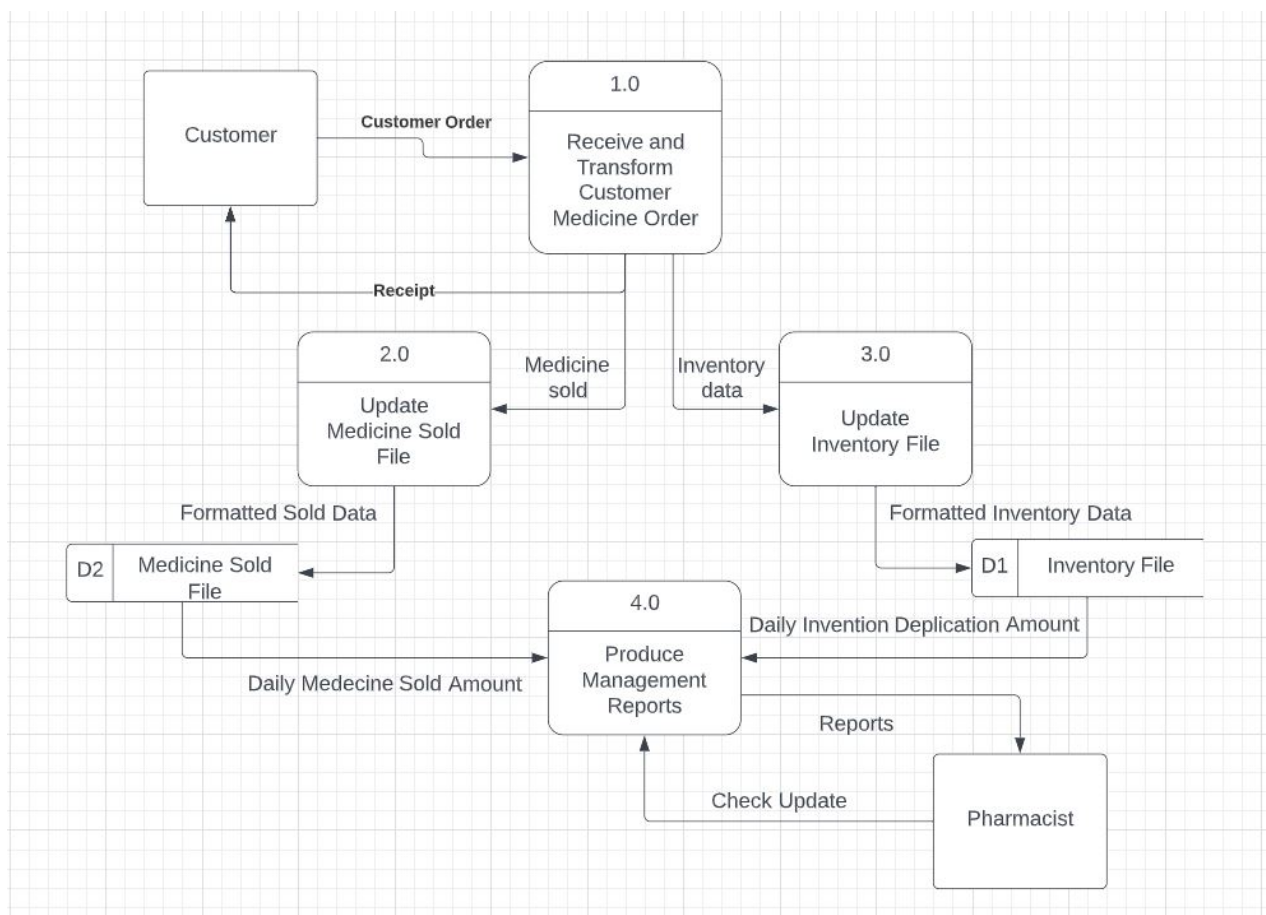 1.0
Customer
Customer Order
Receive and
Transform
Customer
Medicine Order
Receipt
2.0
Medicine
sold
Inventory
data
3.0
Update
Medicine Sold
File
Update
Inventory File
Formatted Sold Data
Formatted Inventory Data
D2
Medicine Sold
File
D1
Inventory File
4.0
Daily Invention Deplication Amount
Produce
Management
Reports
Daily Medecine Sold Amount
Reports
Check Update
Pharmacist